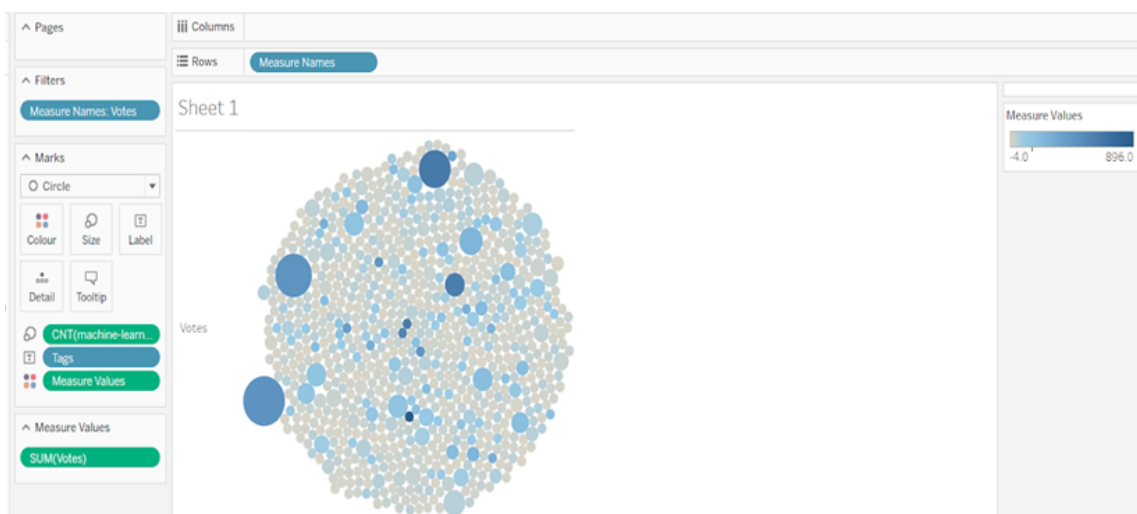 Pages
Columns
Rows
Measure Names
Filters
Measure Names: Votes
Sheet 1
Measure Values
-4.0
896.0
Marks
Circle
Colour
Size
Label
Detail
Tooltip
CNT(machine-learn...
Tags
Measure Values
Votes
Measure Values
SUM(Votes)